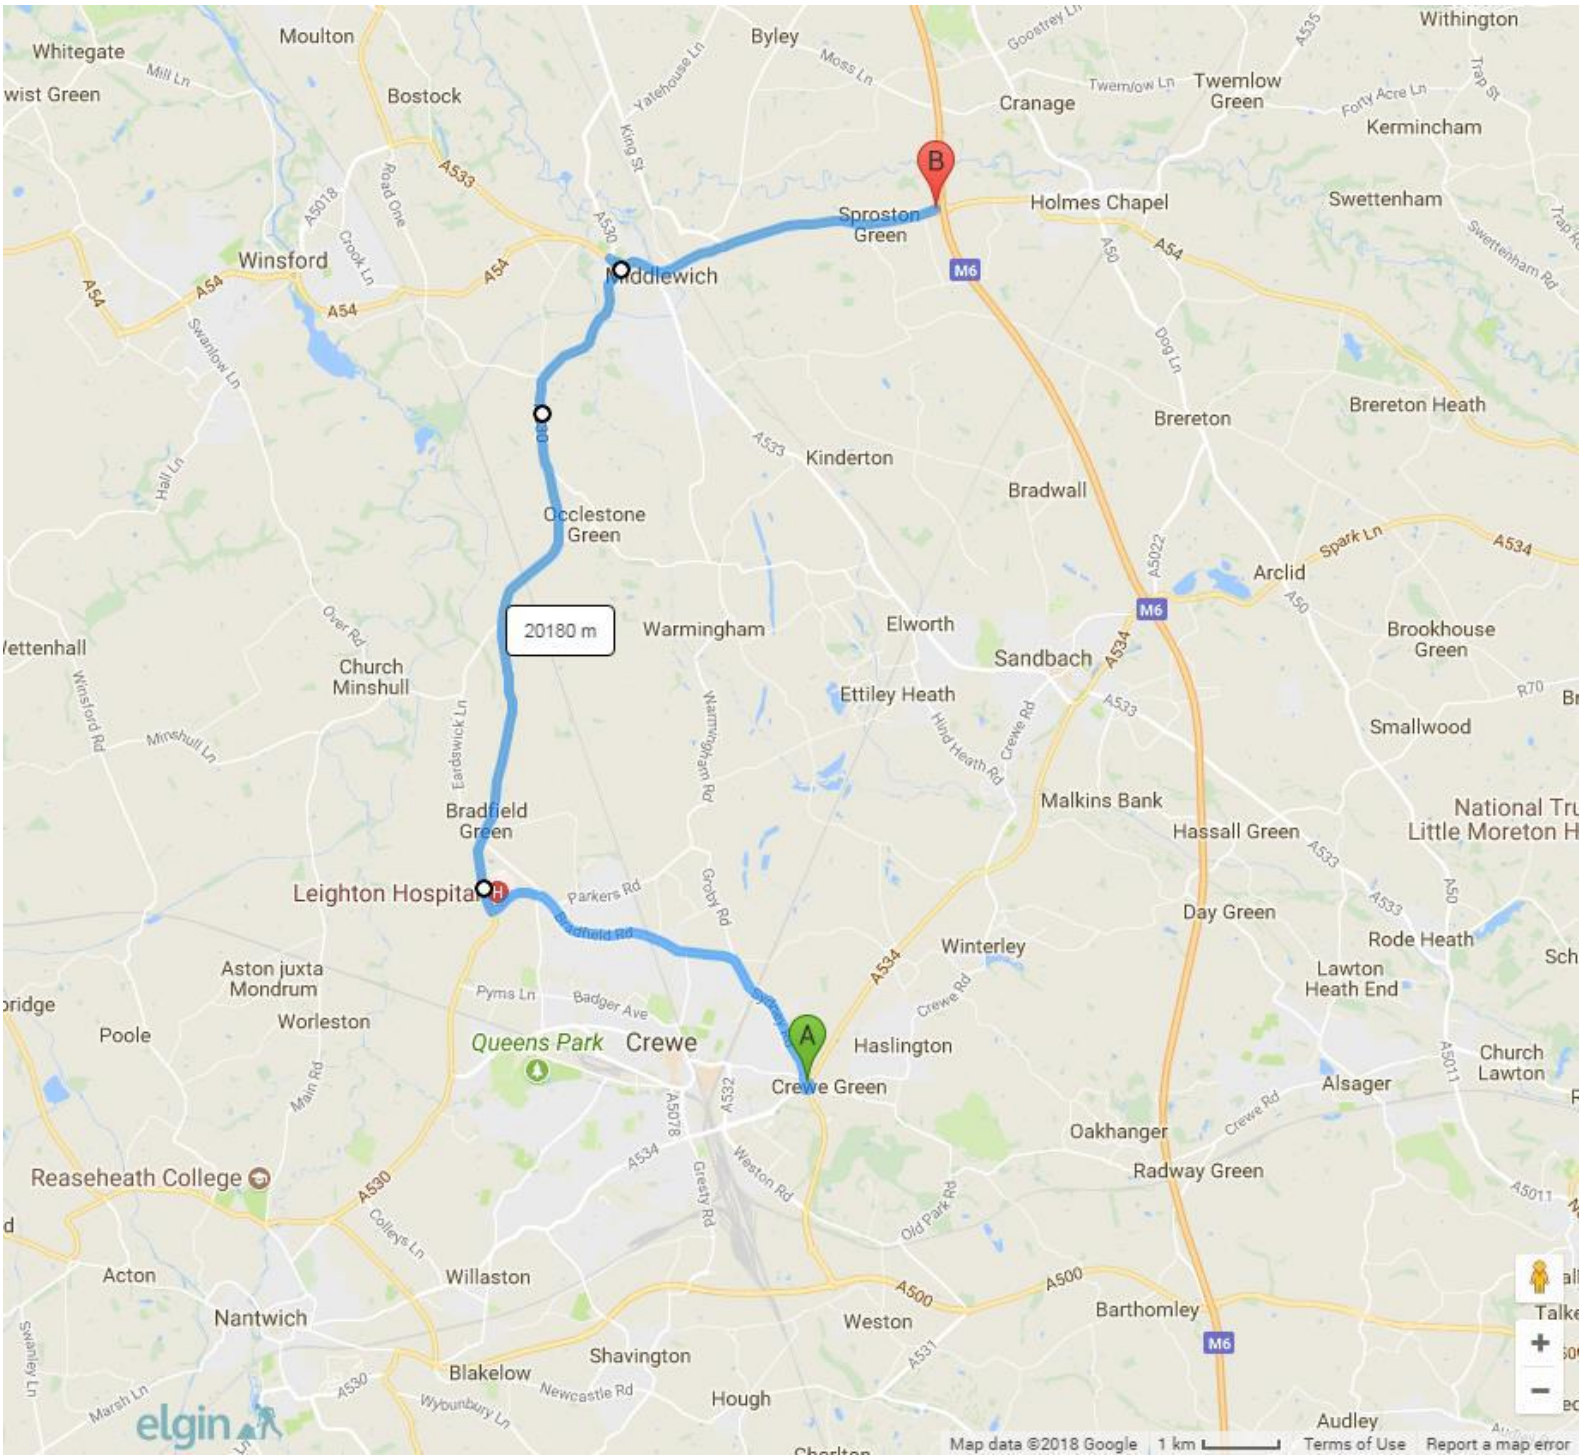 Whitegate
Moulton
Byley
Withington
Mill Ln
Yatehouse Ln
Moss Ln
Goostrey Ln
A535
wist Green
Bostock
Cranage
Twemlow Ln
Twemlow
Green
Forty Acre Ln
Trap St
Kermincham
King St
A533
Road One
A5018
B
Swettenham
Holmes Chapel
Sproston
Green
A530
Crook Ln
Winsford
A54
A54
A54
A54
Middlewich
M6
A50
A54
Swettenham Rd
Swanlow Ln
Dog Ln
Brereton
Brereton Heath
A533
Kinderton
Hall Ln
Bradwall
Occlestone
Green
A5022
Spark Ln
A534
Arclid
A50
M6
20180 m
Warmingham
Elworth
A534
Brookhouse
Green
Over Rd
ettenhall
Church
Minshull
Sandbach
Ettiley Heath
A533
R70
Winsford Rd
Minshull Ln
Eardswick Ln
Warmingham Rd
Hind Heath Rd
Crewe Rd
Smallwood
Bradfield
Green
Malkins Bank
Hassall Green
National Tru
Little Moreton H
A533
Leighton Hospital
H
Parkers Rd
Groby Rd
A50
A533
Day Green
Bradfield Rd
Winterley
Rode Heath
A534
Sch
Aston juxta
Mondrum
Crewe Rd
Lawton
Heath End
Pyms Ln
Badger Ave
Sydney Rd
bridge
Poole
Worleston
Queens Park
Crewe
A
Haslington
Church
Lawton
A5011
Main Rd
Crewe Green
Alsager
A5078
A532
Crewe Rd
Oakhanger
A534
Weston Rd
Radway Green
Reaseheath College
A530
Gresty Rd
Old Park Rd
A5011
d
Colleys Ln
Acton
Willaston
A500
A500
Nantwich
Weston
Barthomley
Talke
Swanley Ln
Shavington
A531
M6
Blakelow
A530
Marsh Ln
Wybunbury Ln
Newcastle Rd
Hough
elgin
Audley
Map data ©2018 Google
1 km
Terms of Use
Report a map error